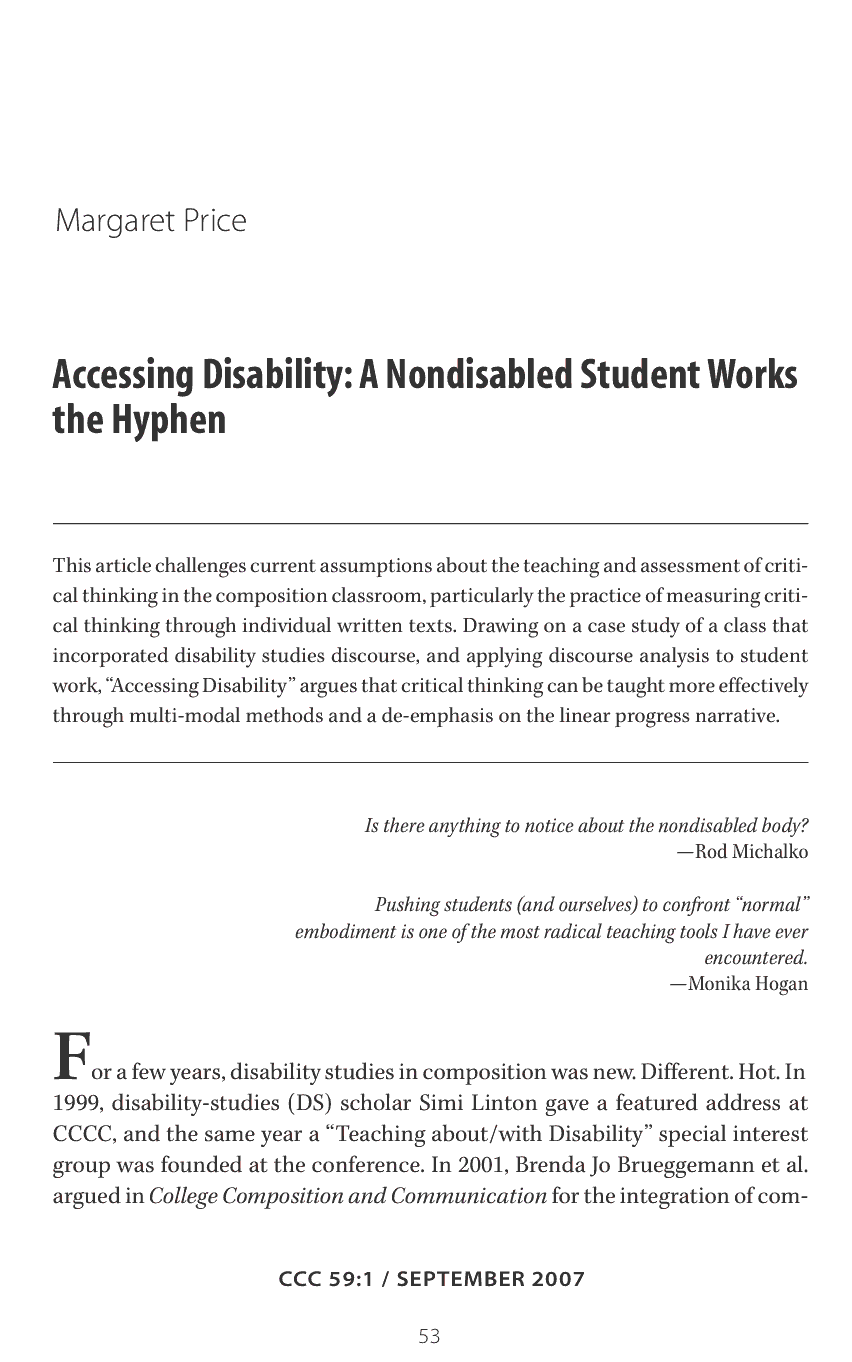 Margaret Price
Accessing Disability: A Nondisabled Student Works
the Hyphen
This article challenges current assumptions about the teaching and assessment of criti-
cal thinking in the composition classroom, particularly the practice of measuring criti-
cal thinking through individual written texts. Drawing on a case study of a class that
incorporated disability studies discourse, and applying discourse analysis to student
work, “Accessing Disability” argues that critical thinking can be taught more effectively
through multi-modal methods and a de-emphasis on the linear progress narrative.
Is there anything to notice about the nondisabled body?
—Rod Michalko
Pushing students (and ourselves) to confront “normal”
embodiment is one of the most radical teaching tools I have ever
encountered.
—Monika Hogan
For a few years, disability studies in composition was new. Different. Hot. In
1999, disability-studies (DS) scholar Simi Linton gave a featured address at
CCCC, and the same year a “Teaching about/with Disability” special interest
group was founded at the conference. In 2001, Brenda Jo Brueggemann et al.
argued in College Composition and Communication for the integration of com-
CCC 59:1 / SEPTEMBER 2007
53